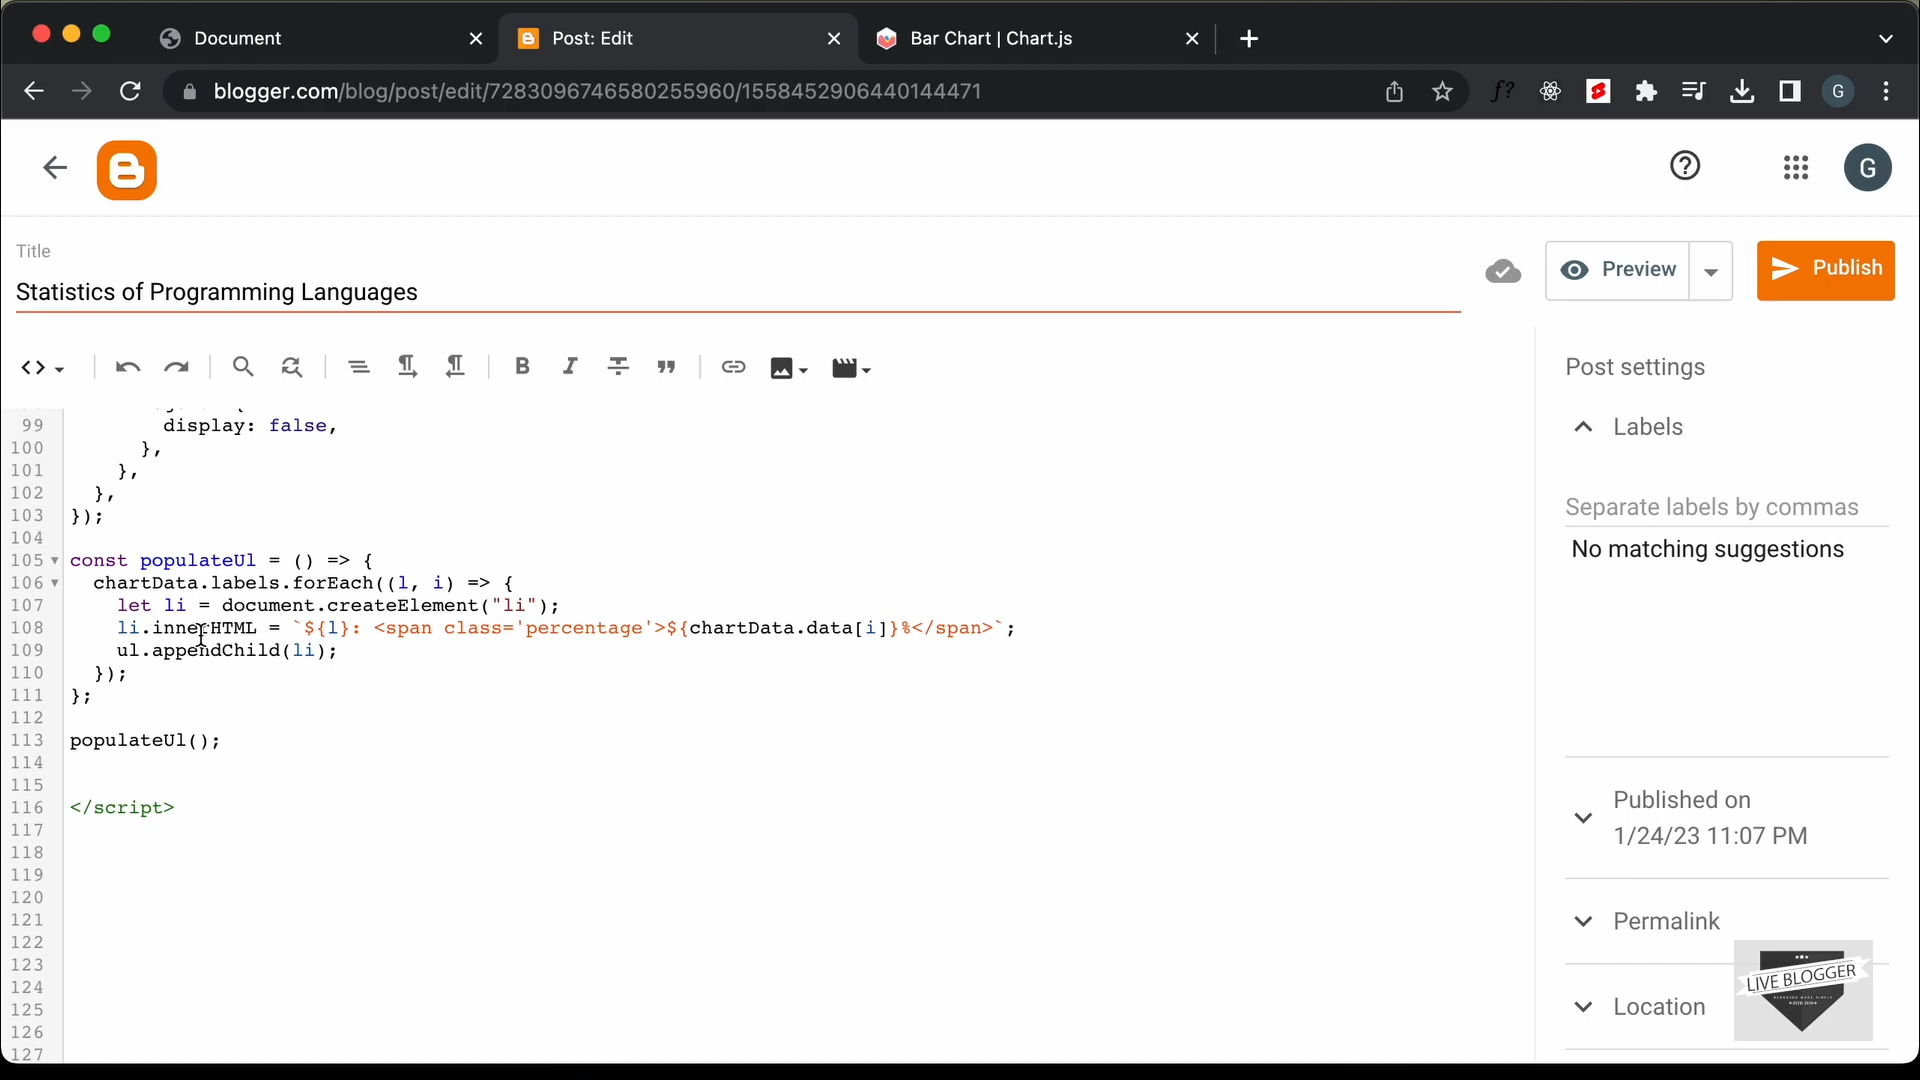 Document
Post: Edit
Bar Chart | Chart.js
blogger.com/blog/post/edit/7283096746580255960/1558452906440144471
f?
G
G
Title
Statistics of Programming Languages
Preview
Publish
Post settings
Labels
Separate labels by commas
No matching suggestions
Published on
1/24/23 11:07 PM
Permalink
Location
99 display: false,
100 },
101 },
102 },
103 });
104
105 const populateUl = () => {
106 chartData.labels.forEach((l, i) => {
107 let li = document.createElement("li");
108 li.innerHTML = `${l}: <span class='percentage'>${chartData.data[i]}%</span>`;
109 ul.appendChild(li);
110 });
111 };
112
113 populateUl();
114
115
116 </script>
117
118
119
120
121
122
123
124
125
126
127
LIVE BLOGGER